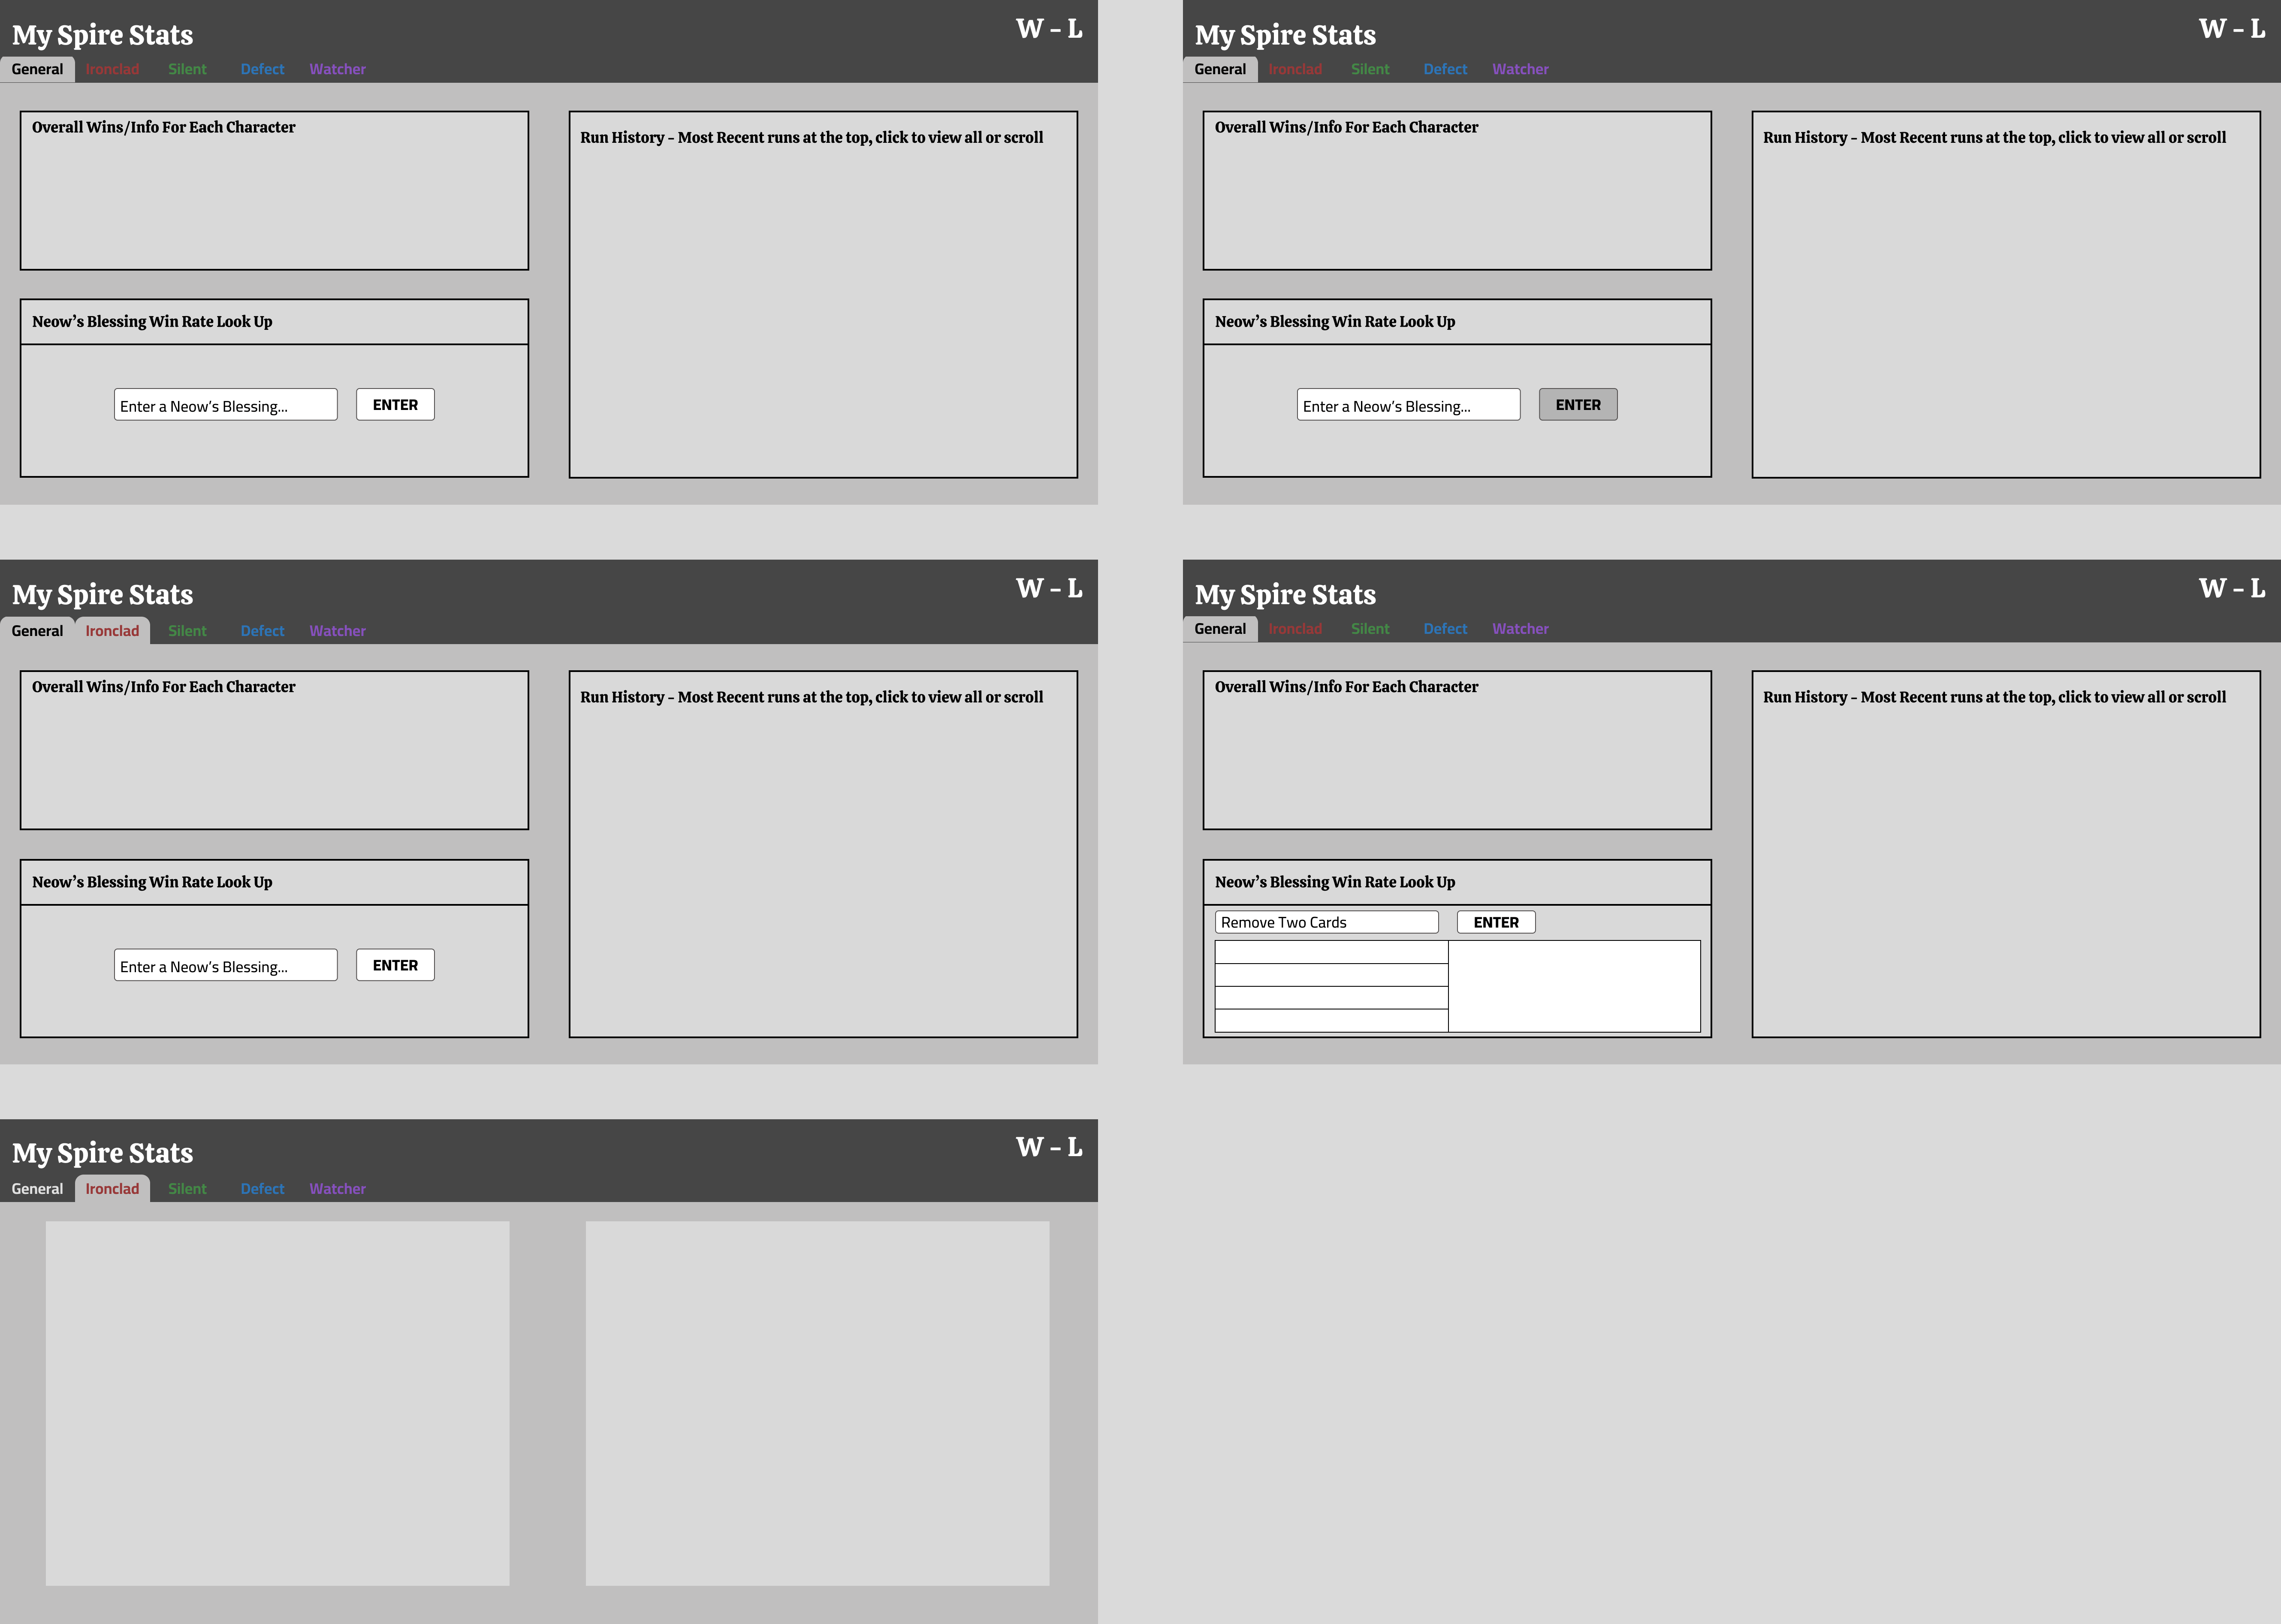 My Spire Stats
W - L
General Ironclad Silent Defect Watcher
Overall Wins/Info For Each Character
Run History - Most Recent runs at the top, click to view all or scroll
Neow's Blessing Win Rate Look Up
Enter a Neow's Blessing...
ENTER
My Spire Stats
W - L
General Ironclad Silent Defect Watcher
Overall Wins/Info For Each Character
Run History - Most Recent runs at the top, click to view all or scroll
Neow's Blessing Win Rate Look Up
Enter a Neow's Blessing...
ENTER
My Spire Stats
W - L
General Ironclad Silent Defect Watcher
Overall Wins/Info For Each Character
Run History - Most Recent runs at the top, click to view all or scroll
Neow's Blessing Win Rate Look Up
Enter a Neow's Blessing...
ENTER
My Spire Stats
W - L
General Ironclad Silent Defect Watcher
Overall Wins/Info For Each Character
Run History - Most Recent runs at the top, click to view all or scroll
Neow's Blessing Win Rate Look Up
Remove Two Cards
ENTER
My Spire Stats
W - L
General Ironclad Silent Defect Watcher